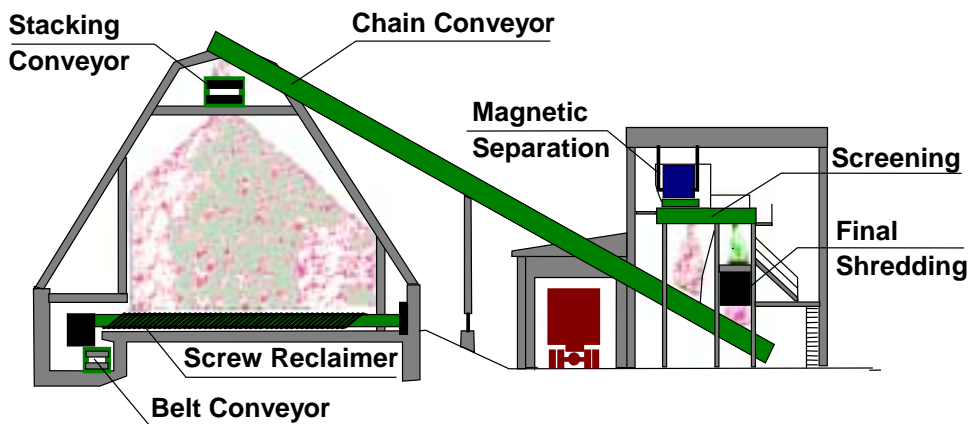 Stacking
Conveyor
Chain Conveyor
Magnetic
Separation
Screening
Final
Shredding
Screw Reclaimer
Belt Conveyor